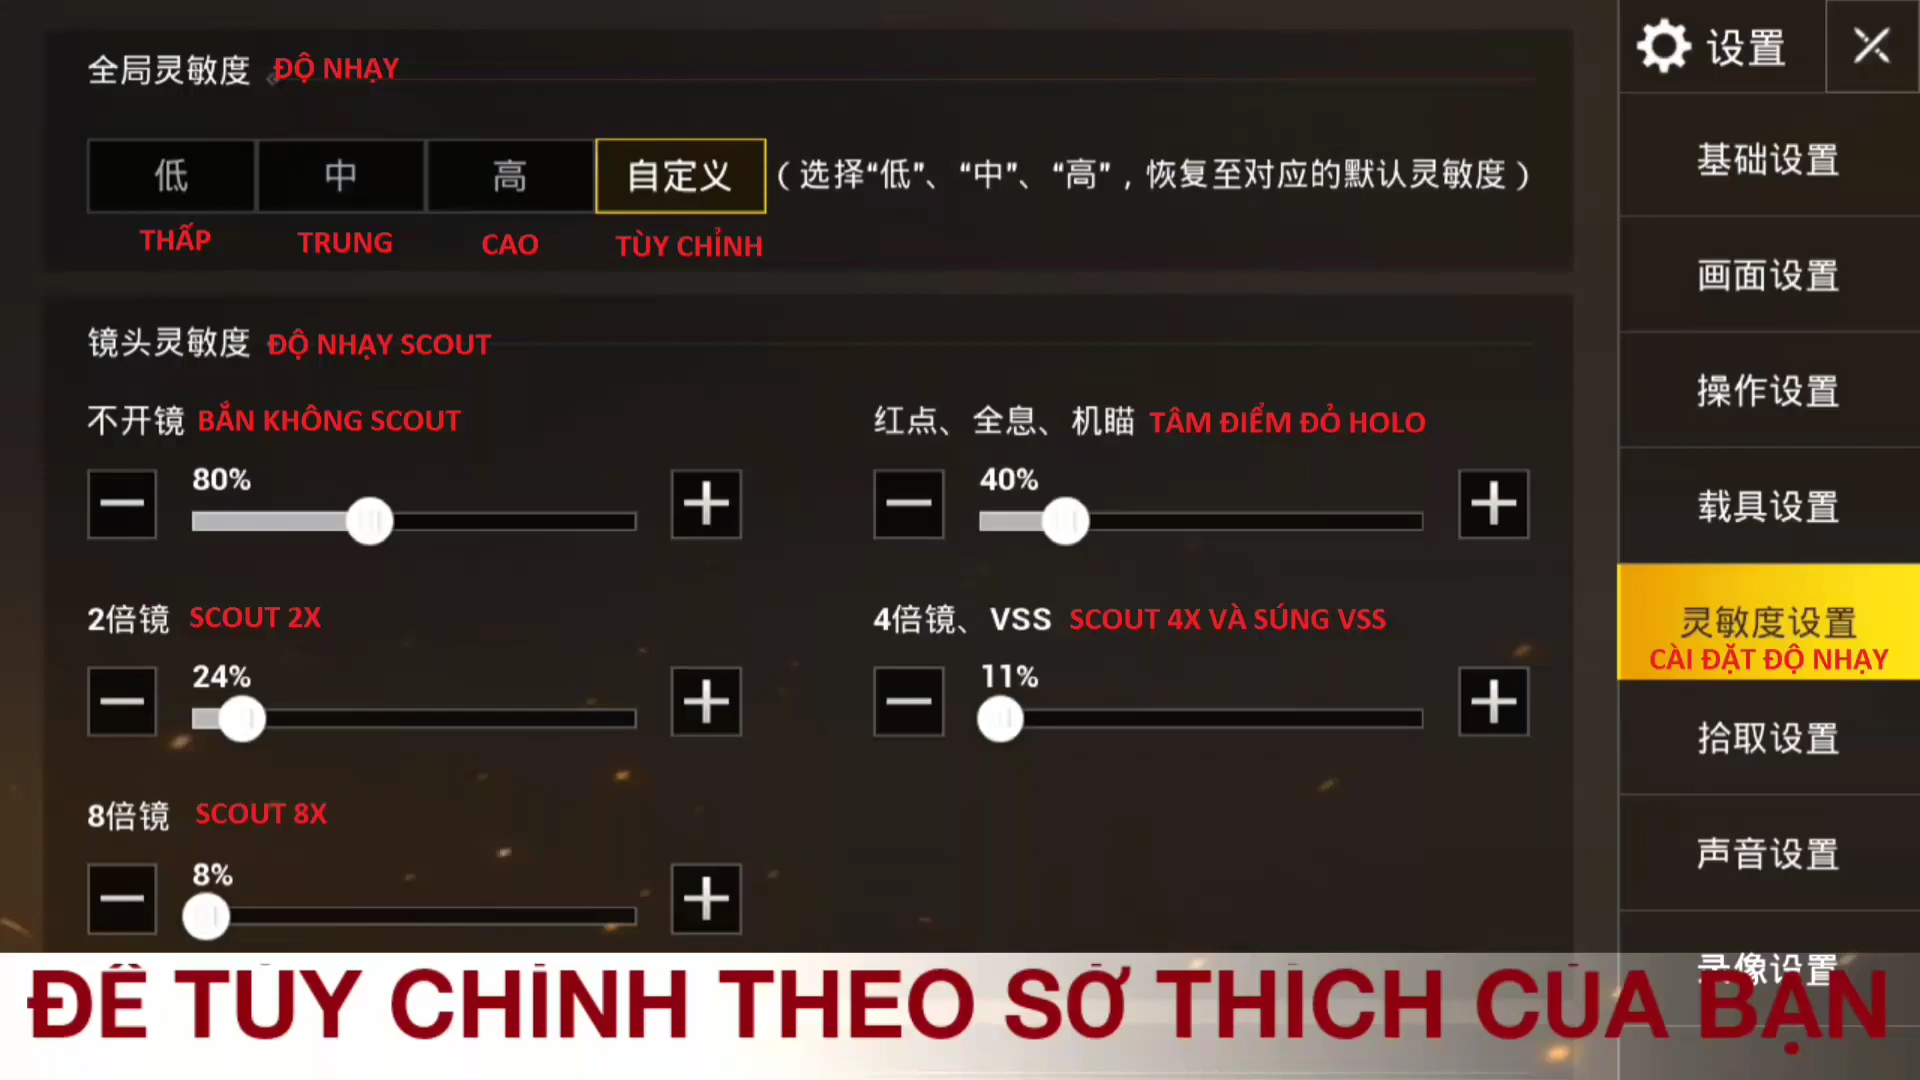 全局灵敏度 ĐỘ NHẠY
低 中 高 自定义 (选择“低”、“中”、“高”，恢复至对应的默认灵敏度)
THẤP TRUNG CAO TÙY CHỈNH
镜头灵敏度 ĐỘ NHẠY SCOUT
不开镜 BẮN KHÔNG SCOUT
80%
红点、全息、机瞄 TÂM ĐIỂM ĐỎ HOLO
40%
2倍镜 SCOUT 2X
24%
4倍镜、VSS SCOUT 4X VÀ SÚNG VSS
11%
8倍镜 SCOUT 8X
8%
设置
基础设置
画面设置
操作设置
载具设置
灵敏度设置
CÀI ĐẶT ĐỘ NHẠY
拾取设置
声音设置
录像设置
ĐỂ TÙY CHỈNH THEO SỞ THÍCH CỦA BẠN